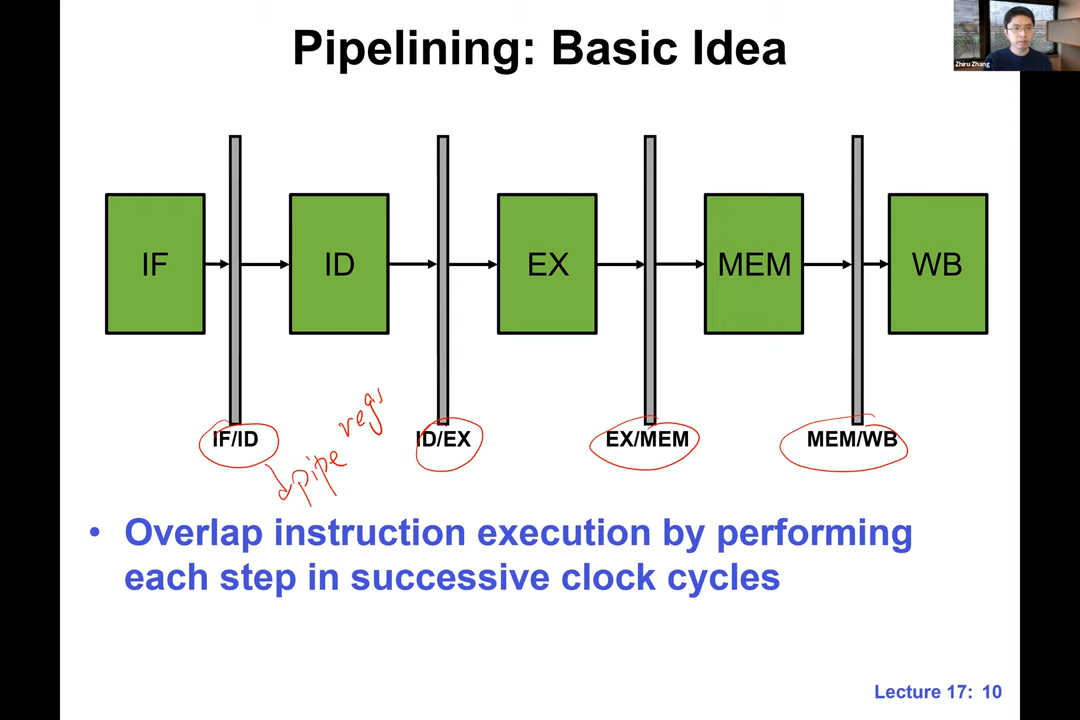 Pipelining: Basic Idea
Zhiru Zhang
IF
ID
EX
MEM
WB
IF/ID
ID/EX
EX/MEM
MEM/WB
pipe regs
• Overlap instruction execution by performing
each step in successive clock cycles
Lecture 17: 10